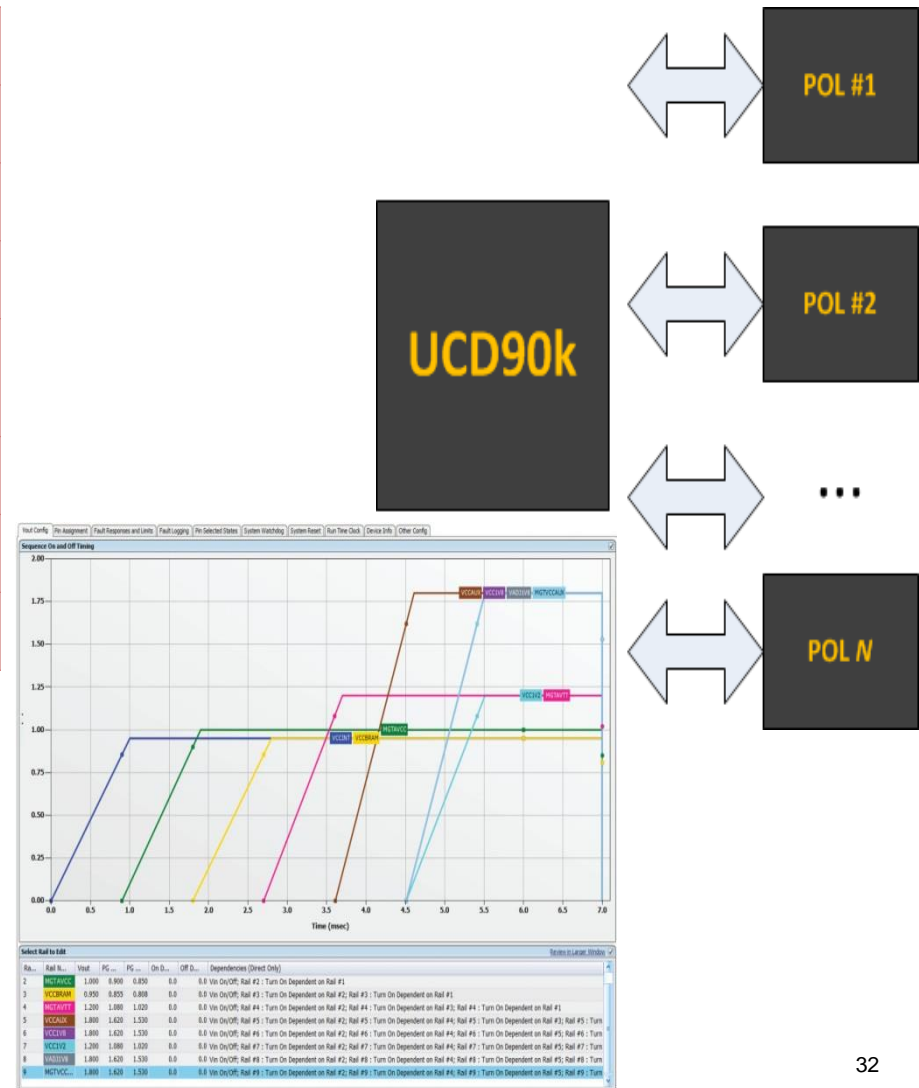 POL #1
POL #2
UCD90k
...
POL N
Vout Config Pin Assignment Fault Responses and Limits Fault Logging Pin Selected States System Watchdog System Reset Run Time Clock Device Info Other Config
Sequence On and Off Timing
2.00
1.75
1.50
1.25
1.00
0.75
0.50
0.25
0.00
VCCAUX VCC1V8 VADJ1V8 MGTVCCAUX
VCC1V2 MGTAVTT
MGTAVCC
VCCINT VCCBRAM
0.0 0.5 1.0 1.5 2.0 2.5 3.0 3.5 4.0 4.5 5.0 5.5 6.0 6.5 7.0
Time (msec)
Select Rail to Edit Review in Larger Window
Ra... Rail N... Vout PG ... PG ... On D... Off D... Dependencies (Direct Only)
2 MGTAVCC 1.000 0.900 0.850 0.0 0.0 Vin On/Off; Rail #2 : Turn On Dependent on Rail #1
3 VCCBRAM 0.950 0.855 0.808 0.0 0.0 Vin On/Off; Rail #3 : Turn On Dependent on Rail #2; Rail #3 : Turn On Dependent on Rail #1
4 MGTAVTT 1.200 1.080 1.020 0.0 0.0 Vin On/Off; Rail #4 : Turn On Dependent on Rail #2; Rail #4 : Turn On Dependent on Rail #3; Rail #4 : Turn On Dependent on Rail #1
5 VCCAUX 1.800 1.620 1.530 0.0 0.0 Vin On/Off; Rail #5 : Turn On Dependent on Rail #2; Rail #5 : Turn On Dependent on Rail #4; Rail #5 : Turn On Dependent on Rail #3; Rail #5 : Turn
6 VCC1V8 1.800 1.620 1.530 0.0 0.0 Vin On/Off; Rail #6 : Turn On Dependent on Rail #2; Rail #6 : Turn On Dependent on Rail #4; Rail #6 : Turn On Dependent on Rail #5; Rail #6 : Turn
7 VCC1V2 1.200 1.080 1.020 0.0 0.0 Vin On/Off; Rail #7 : Turn On Dependent on Rail #2; Rail #7 : Turn On Dependent on Rail #4; Rail #7 : Turn On Dependent on Rail #5; Rail #7 : Turn
8 VADJ1V8 1.800 1.620 1.530 0.0 0.0 Vin On/Off; Rail #8 : Turn On Dependent on Rail #2; Rail #8 : Turn On Dependent on Rail #4; Rail #8 : Turn On Dependent on Rail #5; Rail #8 : Turn
9 MGTVCC... 1.800 1.620 1.530 0.0 0.0 Vin On/Off; Rail #9 : Turn On Dependent on Rail #2; Rail #9 : Turn On Dependent on Rail #4; Rail #9 : Turn On Dependent on Rail #5; Rail #9 : Turn
32